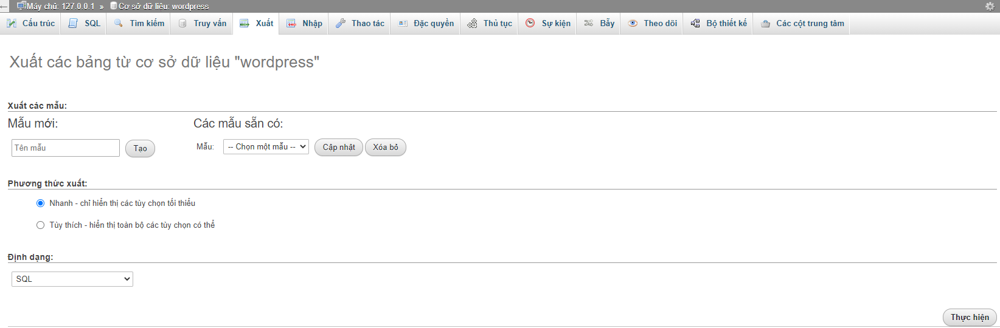 Máy chủ: 127.0.0.1 » Cơ sở dữ liệu: wordpress
Cấu trúc SQL Tìm kiếm Truy vấn Xuất Nhập Thao tác Đặc quyền Thủ tục Sự kiện Bẫy Theo dõi Bộ thiết kế Các cột trung tâm
Xuất các bảng từ cơ sở dữ liệu "wordpress"
Xuất các mẫu:
Mẫu mới: Các mẫu sẵn có:
Tên mẫu Tạo Mẫu: -- Chọn một mẫu -- Cập nhật Xóa bỏ
Phương thức xuất:
Nhanh - chỉ hiển thị các tùy chọn tối thiểu
Tùy thích - hiển thị toàn bộ các tùy chọn có thể
Định dạng:
SQL
Thực hiện